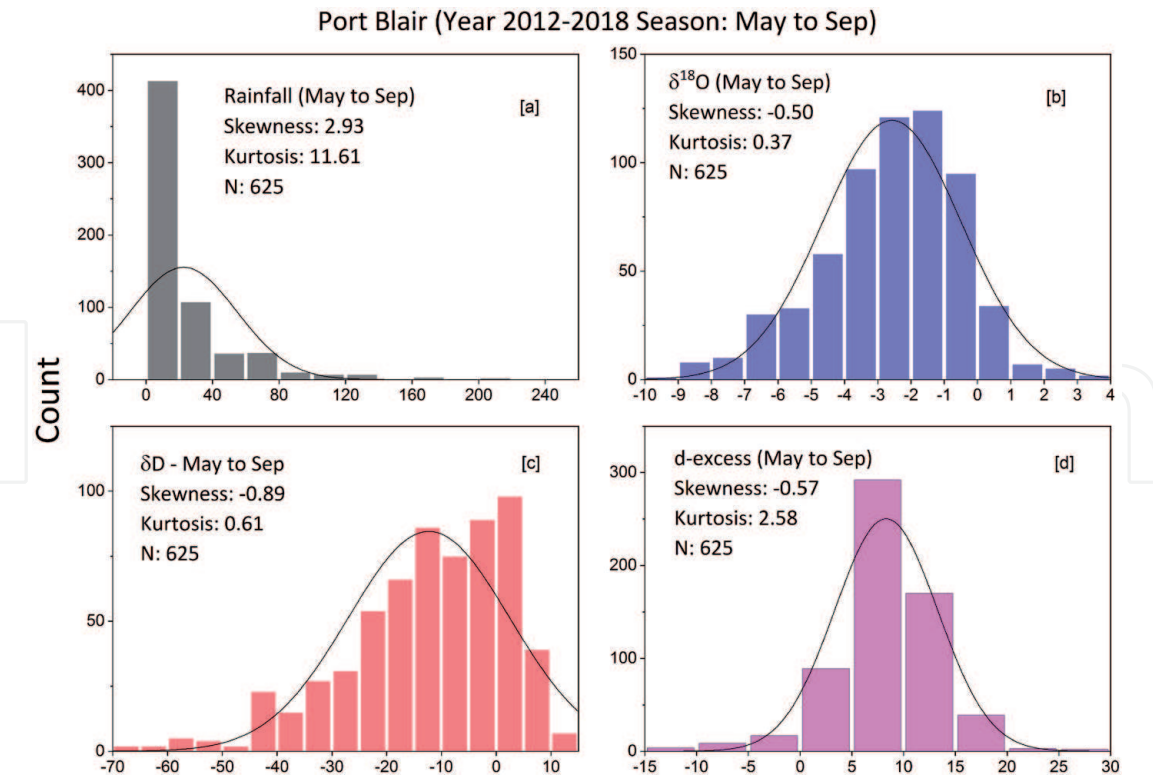 Port Blair (Year 2012-2018 Season: May to Sep)
Count
Rainfall (May to Sep)
Skewness: 2.93
Kurtosis: 11.61
N: 625
[a]
400
300
200
100
0
0 40 80 120 160 200 240
δ¹⁸O (May to Sep)
Skewness: -0.50
Kurtosis: 0.37
N: 625
[b]
150
100
50
0
-10 -9 -8 -7 -6 -5 -4 -3 -2 -1 0 1 2 3 4
δD - May to Sep
Skewness: -0.89
Kurtosis: 0.61
N: 625
[c]
100
50
0
-70 -60 -50 -40 -30 -20 -10 0 10
d-excess (May to Sep)
Skewness: -0.57
Kurtosis: 2.58
N: 625
[d]
300
200
100
0
-15 -10 -5 0 5 10 15 20 25 30